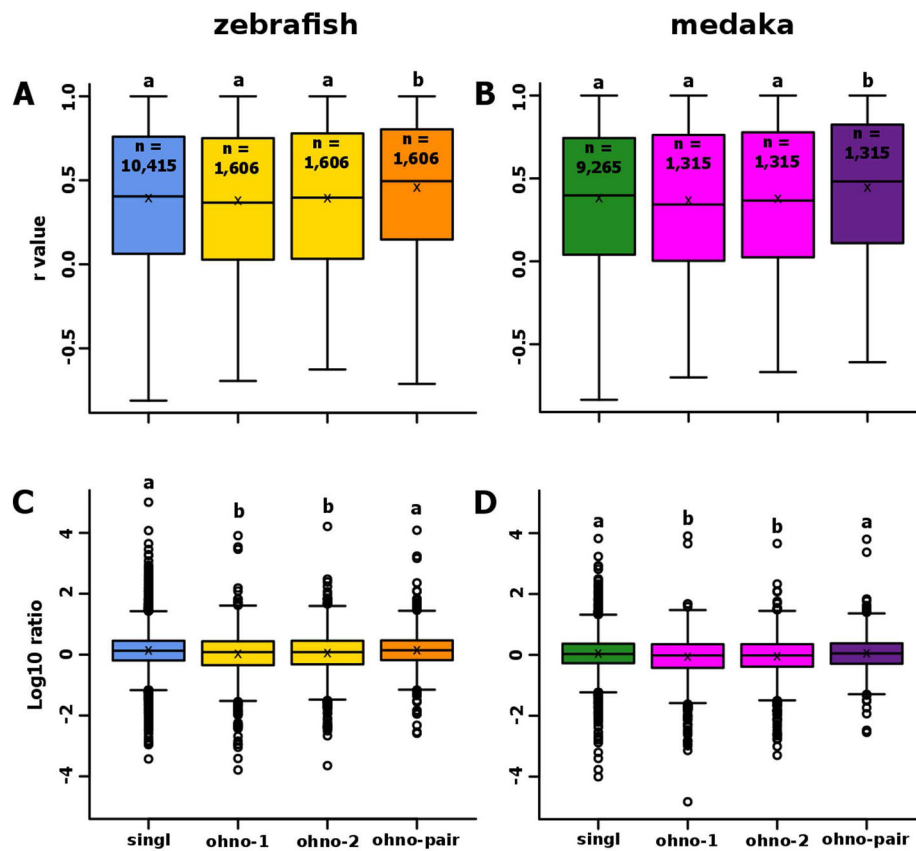 zebrafish
medaka
A
a
a
a
b
r value
1.0
0.5
0.0
-0.5
n =
10,415
n =
1,606
n =
1,606
n =
1,606
B
a
a
a
b
1.0
0.5
0.0
-0.5
n =
9,265
n =
1,315
n =
1,315
n =
1,315
C
a
b
b
a
Log10 ratio
4
2
0
-2
-4
singl
ohno-1
ohno-2
ohno-pair
D
a
b
b
a
4
2
0
-2
-4
singl
ohno-1
ohno-2
ohno-pair